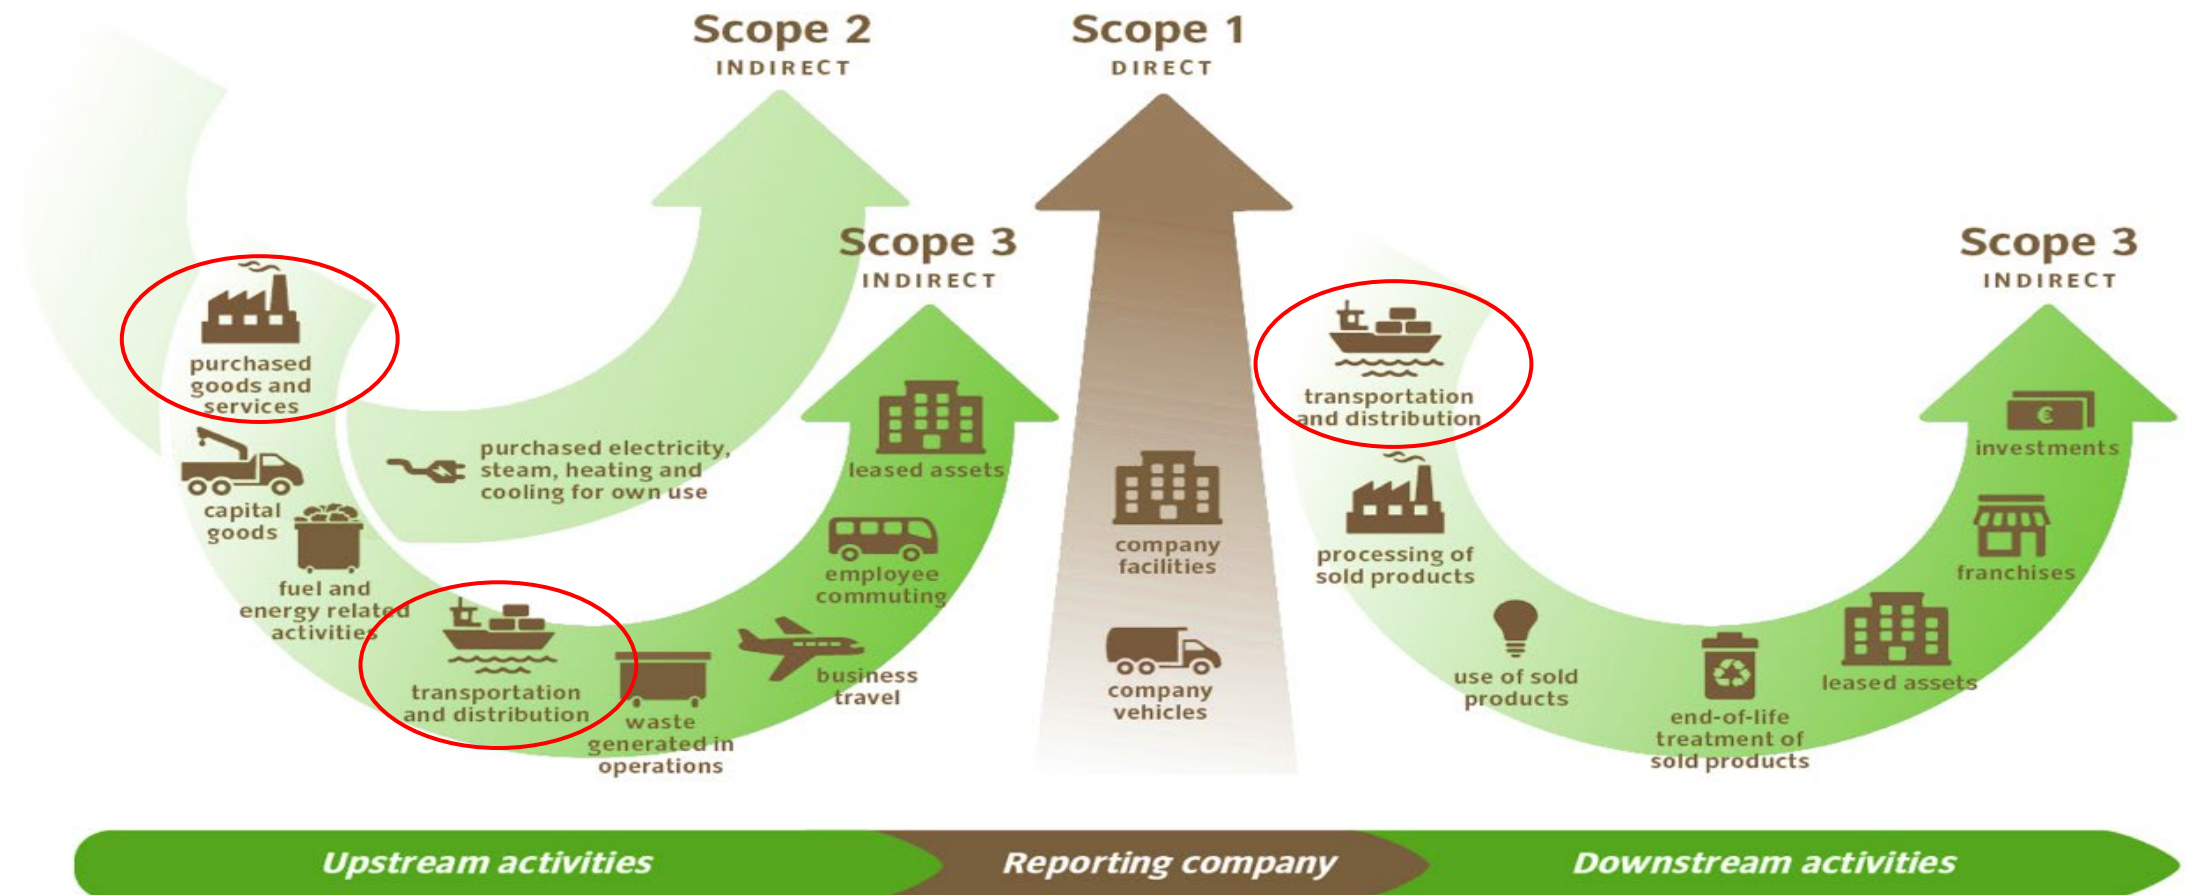 Scope 2
INDIRECT
Scope 1
DIRECT
Scope 3
INDIRECT
Scope 3
INDIRECT
purchased
goods and
services
capital
goods
fuel and
energy related
activities
purchased electricity,
steam, heating and
cooling for own use
transportation
and distribution
waste
generated in
operations
business
travel
employee
commuting
leased assets
company
facilities
company
vehicles
transportation
and distribution
processing of
sold products
use of sold
products
end-of-life
treatment of
sold products
leased assets
franchises
€
investments
Upstream activities
Reporting company
Downstream activities